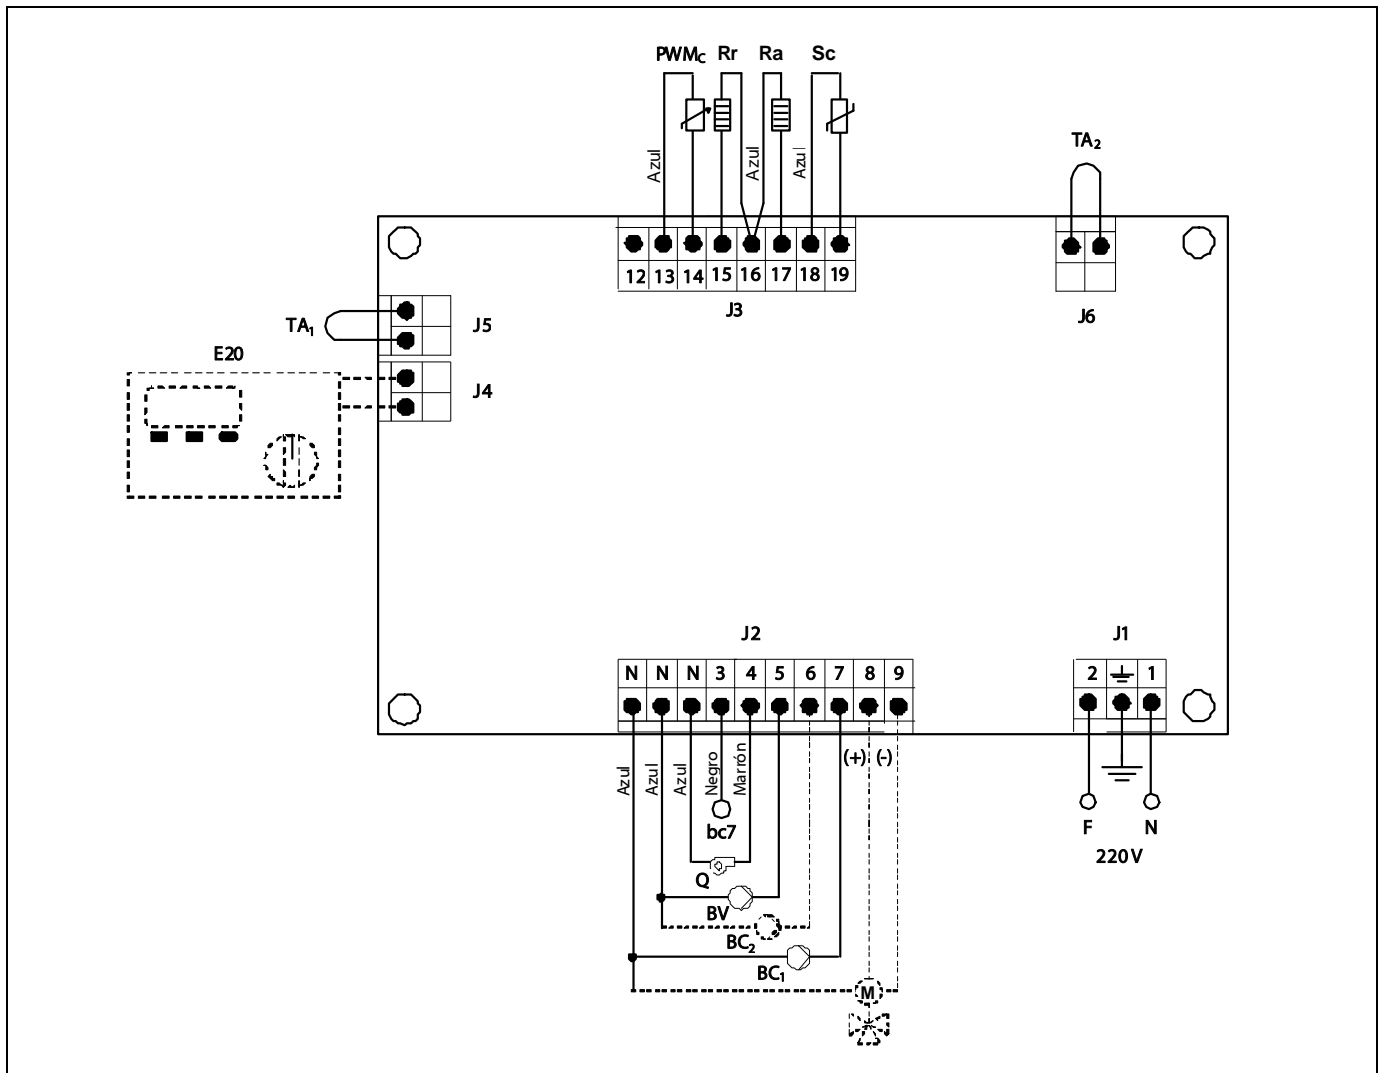 PWMC Rr Ra Sc
TA2
Azul Azul Azul
12 13 14 15 16 17 18 19
J3
J6
TA1
J5
E20
J4
J2
J1
N N N 3 4 5 6 7 8 9
2 1
Azul Azul Azul Negro Marrón (+) (-)
bc7
F N
220 V
Q
BV
BC2
BC1
M